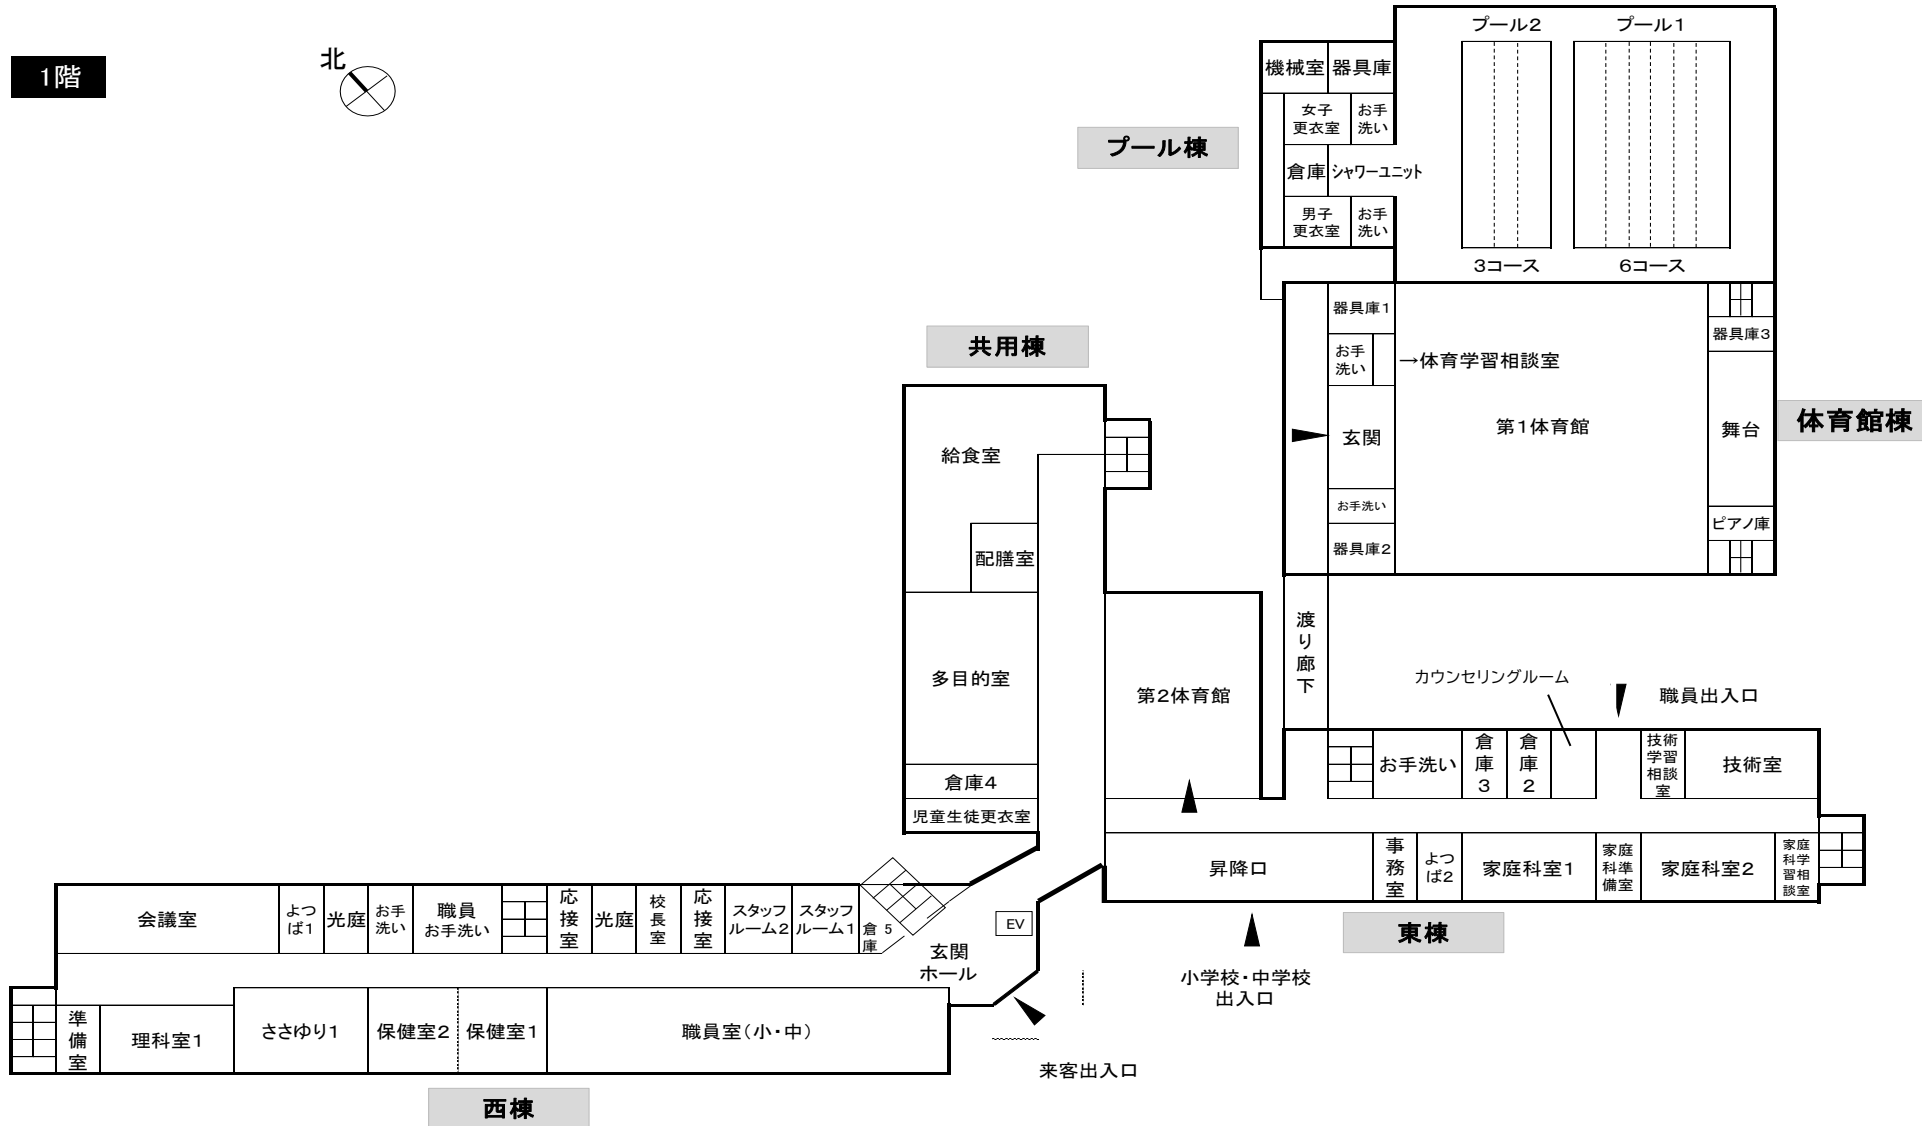 1階
北
プール2
プール1
機械室
器具庫
女子
更衣室
お手
洗い
プール棟
倉庫
シャワーユニット
男子
更衣室
お手
洗い
3コース
6コース
器具庫1
器具庫3
お手
洗い
→体育学習相談室
共用棟
玄関
第1体育館
舞台
体育館棟
給食室
お手洗い
ピアノ庫
器具庫2
配膳室
渡り廊下
多目的室
第2体育館
カウンセリングルーム
職員出入口
お手洗い
倉庫3
倉庫2
技術
学習
相談
室
技術室
倉庫4
児童生徒更衣室
昇降口
事務室
よつ
ば2
家庭科室1
家庭
科準
備室
家庭科室2
家庭
科学
習相
談室
会議室
よつ
ば1
光庭
お手
洗い
職員
お手洗い
応接室
光庭
校長室
応接室
スタッフ
ルーム2
スタッフ
ルーム1
倉 5
庫
EV
玄関
ホール
東棟
小学校・中学校
出入口
準備室
理科室1
ささゆり1
保健室2
保健室1
職員室(小・中)
来客出入口
西棟